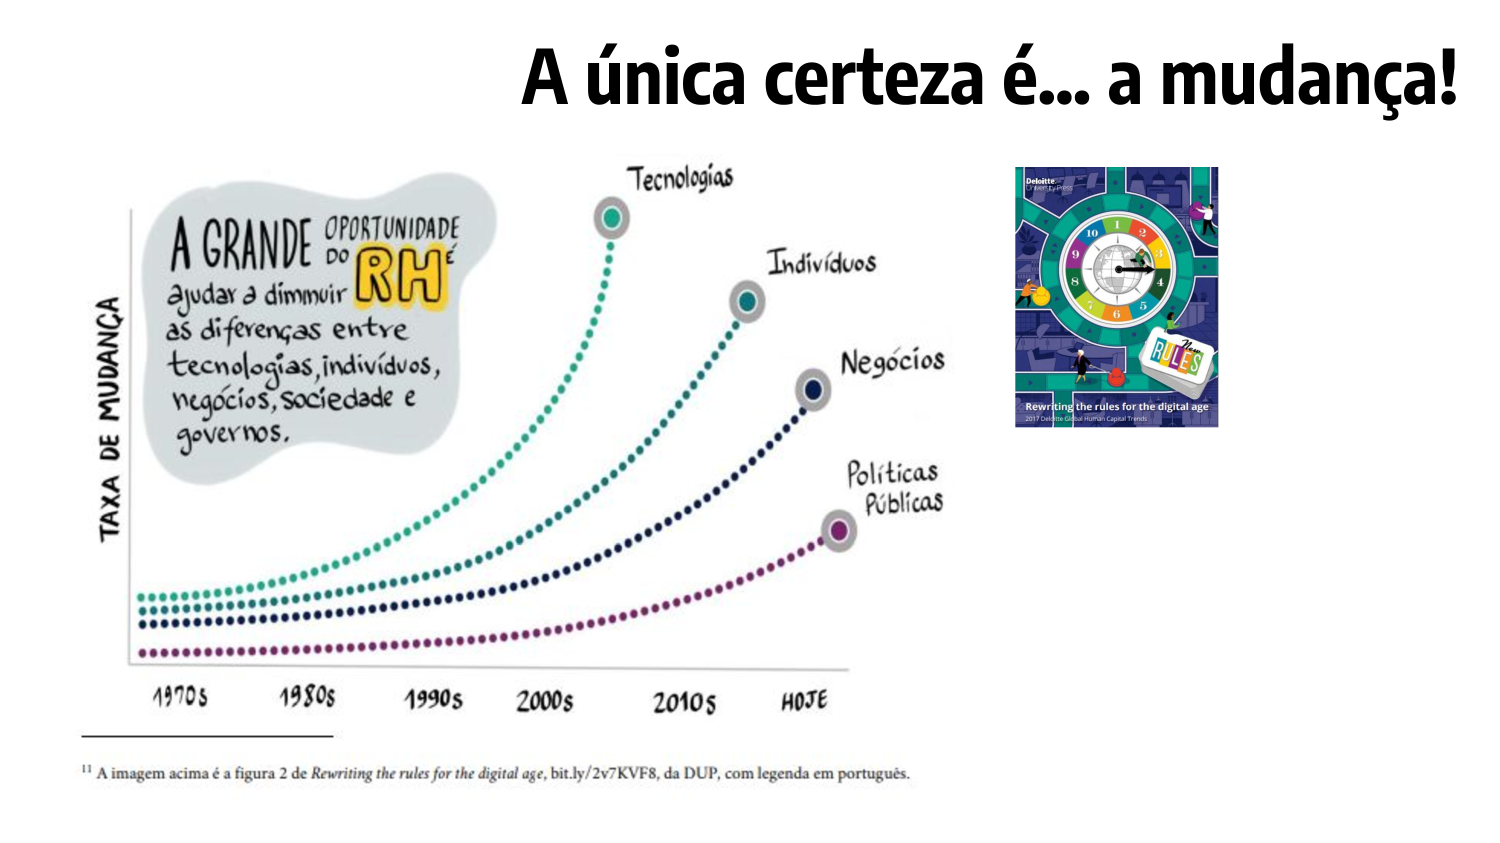 A única certeza é... a mudança!
A GRANDE OPORTUNIDADE
DO RH É
ajudar a diminuir
as diferenças entre
tecnologias, indivíduos,
negócios, sociedade e
governos.
TAXA DE MUDANÇA
Tecnologias
Indivíduos
Negócios
Políticas
Públicas
1970s 1980s 1990s 2000s 2010s HOJE
11 A imagem acima é a figura 2 de Rewriting the rules for the digital age, bit.ly/2v7KVF8, da DUP, com legenda em português.
Deloitte
University Press
1
2
3
4
5
6
7
8
9
10
New
RULES
Rewriting the rules for the digital age
2017 Deloitte Global Human Capital Trends